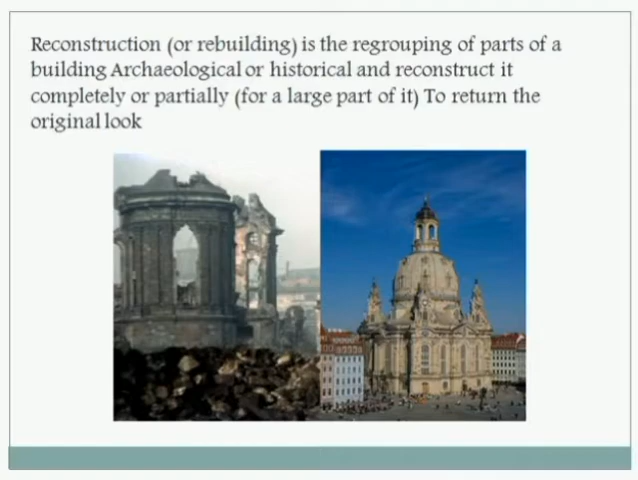 Reconstruction (or rebuilding) is the regrouping of parts of a
building Archaeological or historical and reconstruct it
completely or partially (for a large part of it) To return the
original look